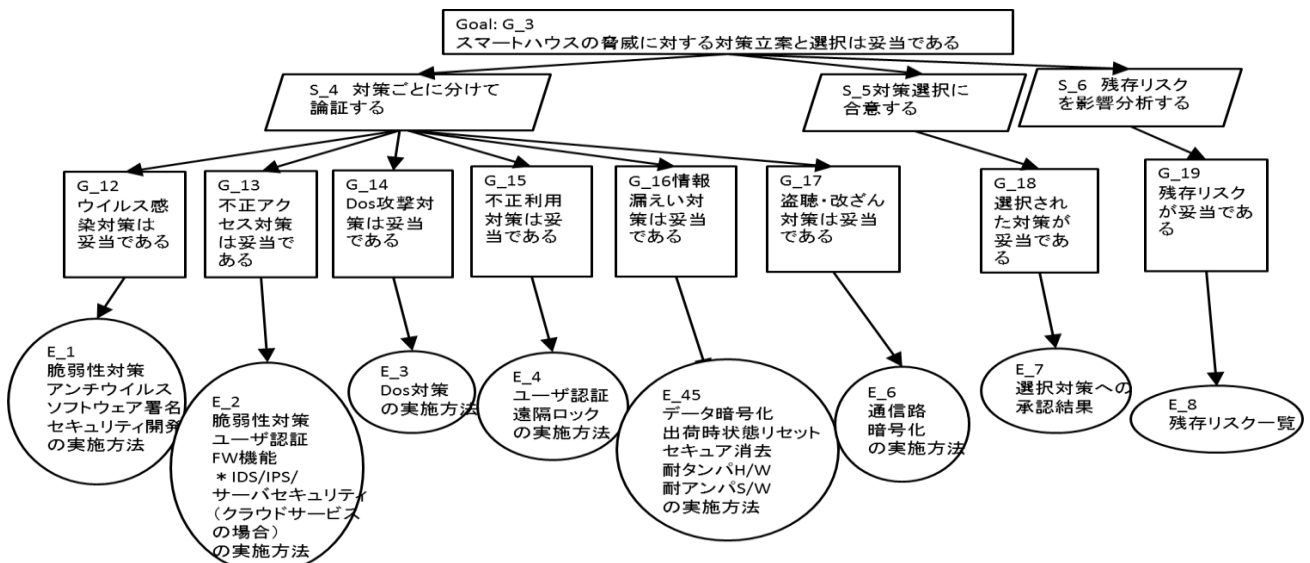 Goal: G_3
スマートハウスの脅威に対する対策立案と選択は妥当である
S_4 対策ごとに分けて
論証する
S_5対策選択に
合意する
S_6 残存リスク
を影響分析する
G_12
ウイルス感
染対策は
妥当である
G_13
不正アク
セス対策
は妥当で
ある
G_14
Dos攻撃対
策は妥当
である
G_15
不正利用
対策は妥
当である
G_16情報
漏えい対
策は妥当
である
G_17
盗聴・改ざん
対策は妥当
である
G_18
選択され
た対策が
妥当であ
る
G_19
残存リスク
が妥当であ
る
E_1
脆弱性対策
アンチウイルス
ソフトウェア署名
セキュリティ開発
の実施方法
E_2
脆弱性対策
ユーザ認証
FW機能
*IDS/IPS/
サーバセキュリティ
(クラウドサービス
の場合)
の実施方法
E_3
Dos対策
の実施方法
E_4
ユーザ認証
遠隔ロック
の実施方法
E_45
データ暗号化
出荷時状態リセット
セキュア消去
耐タンパH/W
耐アンパS/W
の実施方法
E_6
通信路
暗号化
の実施方法
E_7
選択対策への
承認結果
E_8
残存リスク一覧